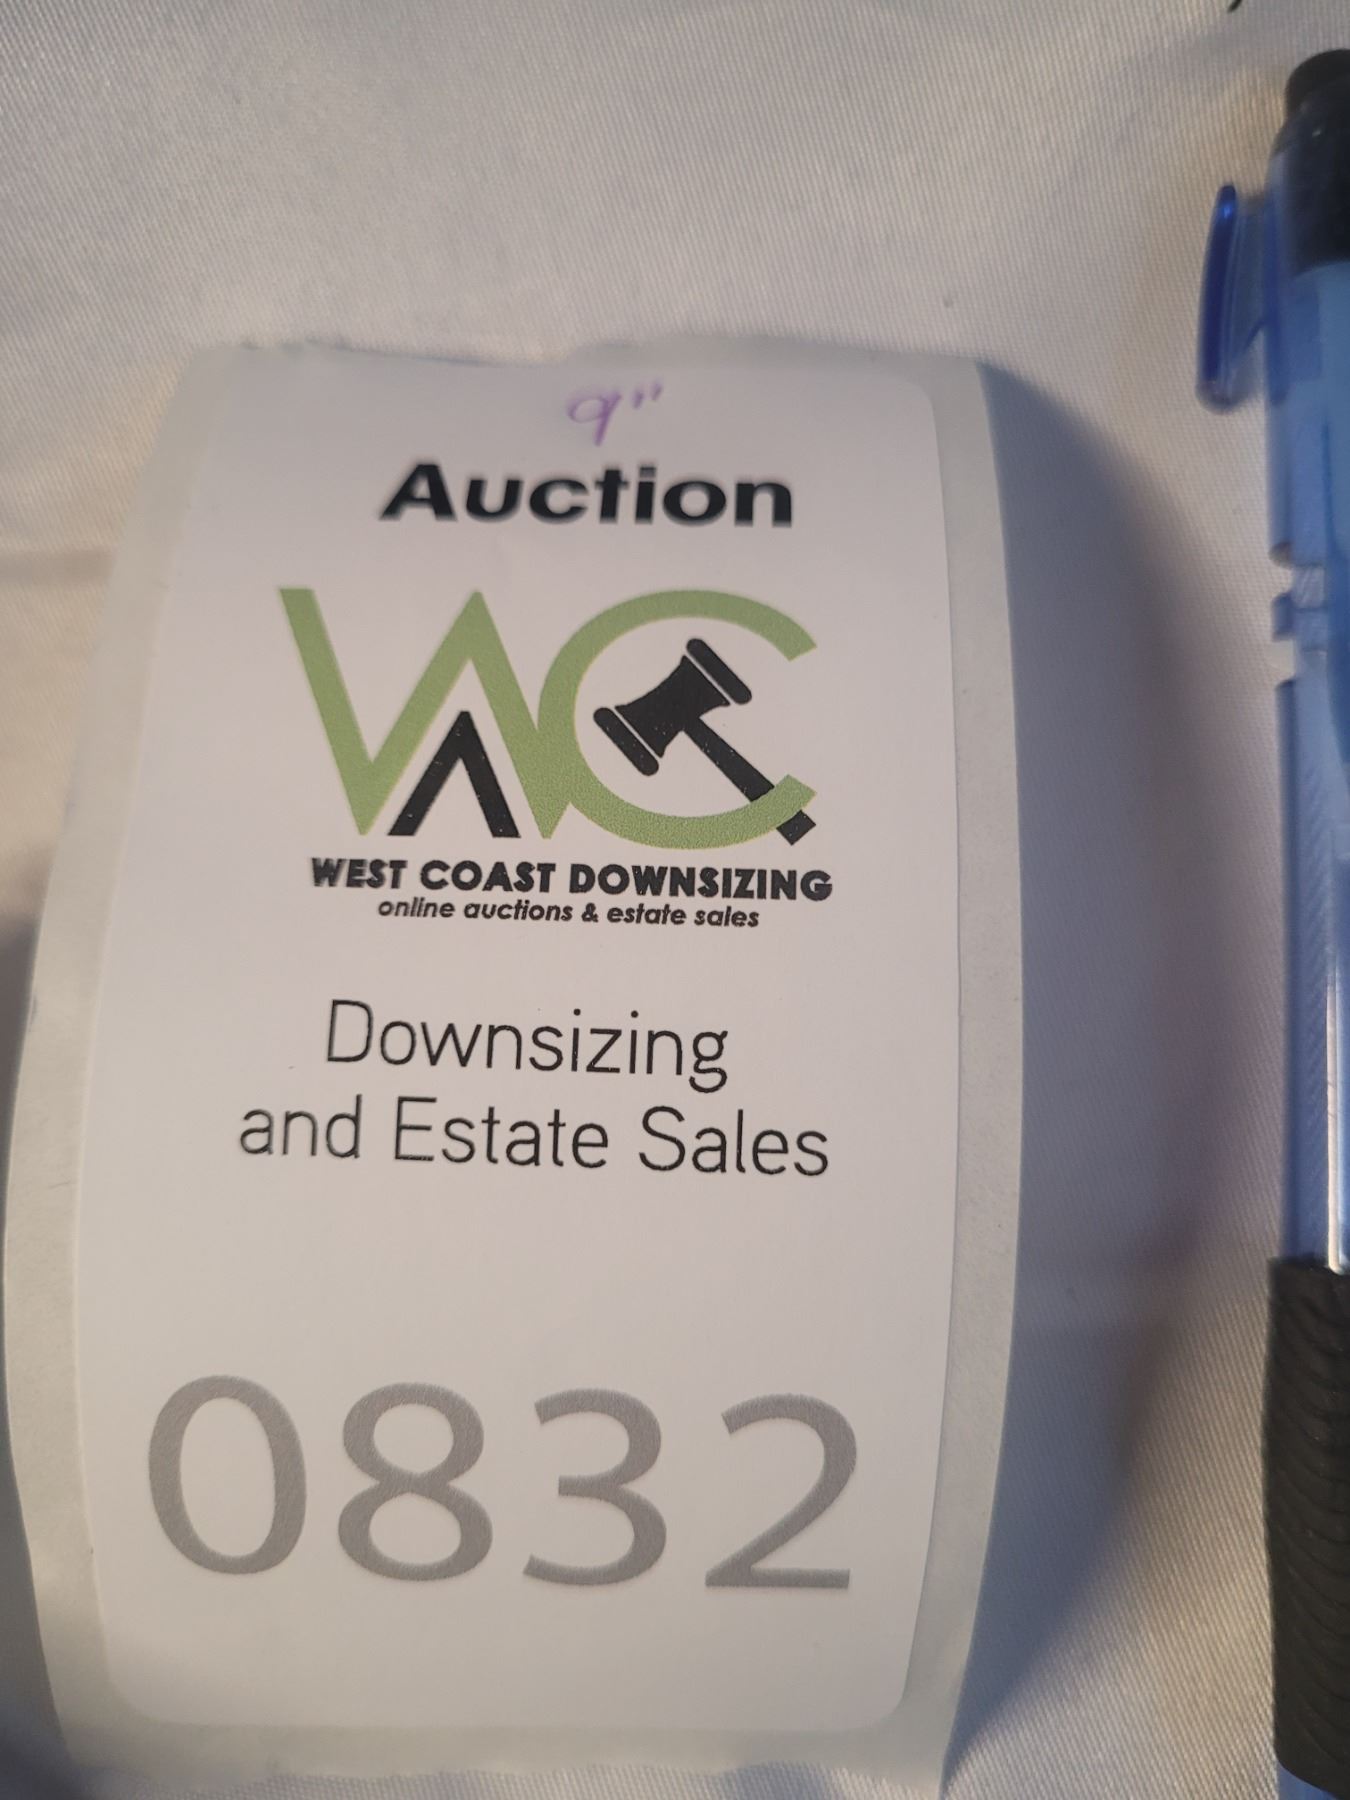 9"
Auction
WC
WEST COAST DOWNSIZING
online auctions & estate sales
Downsizing
and Estate Sales
0832